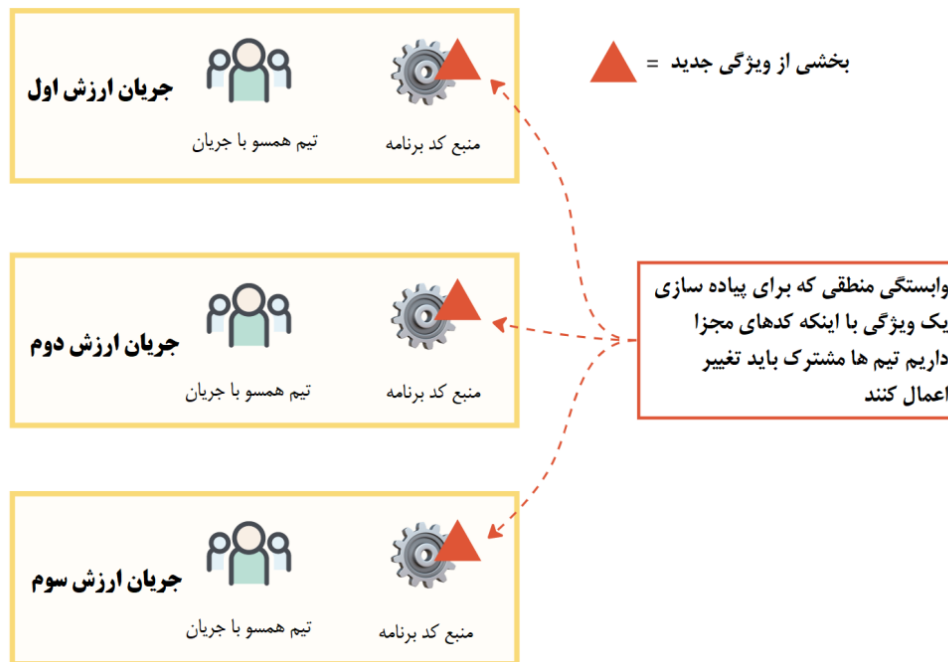 بخشی از ویژگی جدید =
جریان ارزش اول
تیم همسو با جریان
منبع کد برنامه
وابستگی منطقی که برای پیاده سازی
یک ویژگی با اینکه کدهای مجزا
داریم تیم ها مشترک باید تغییر
اعمال کنند
جریان ارزش دوم
تیم همسو با جریان
منبع کد برنامه
جریان ارزش سوم
تیم همسو با جریان
منبع کد برنامه